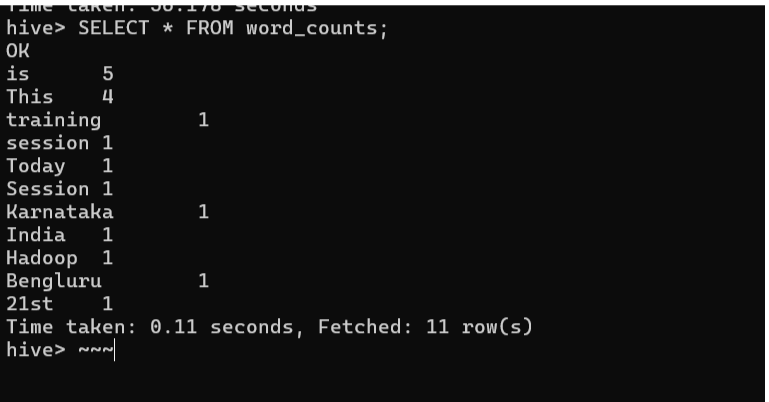 Time taken: 38.178 seconds
hive> SELECT * FROM word_counts;
OK
is 5
This 4
training 1
session 1
Today 1
Session 1
Karnataka 1
India 1
Hadoop 1
Bengluru 1
21st 1
Time taken: 0.11 seconds, Fetched: 11 row(s)
hive> ~~~